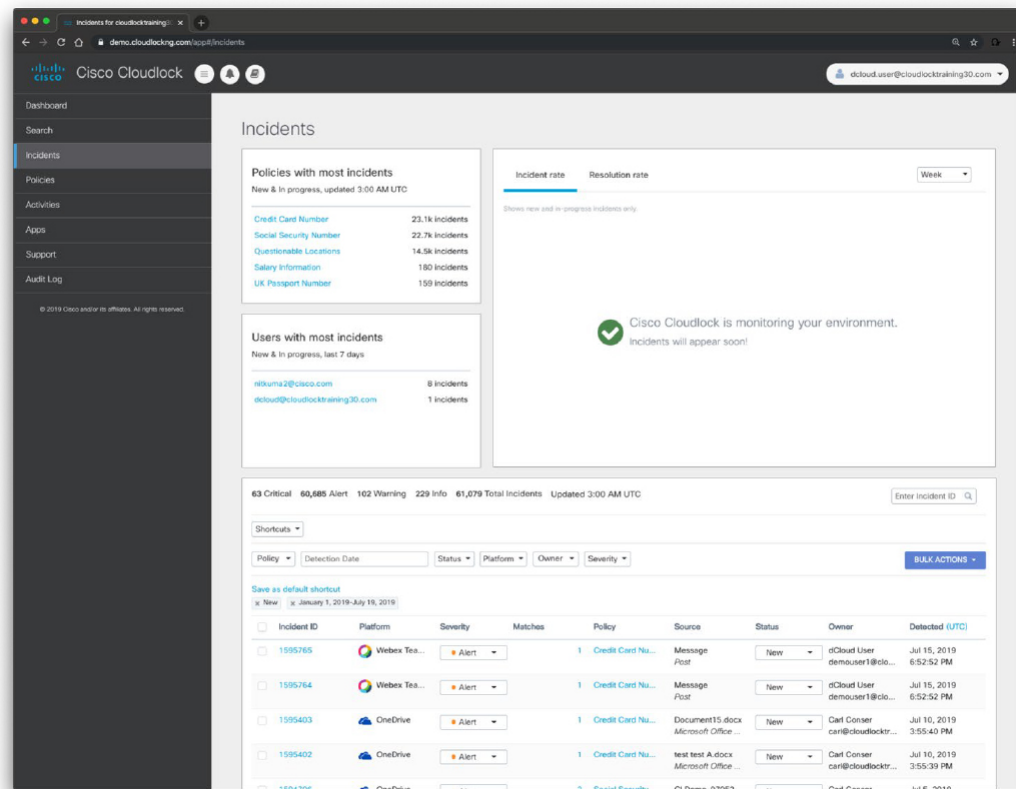 Incidents for cloudlocktraining3
demo.cloudlockng.com/app#/incidents
cisco
Cisco Cloudlock
dcloud.user@cloudlocktraining30.com
Dashboard
Search
Incidents
Policies
Activities
Apps
Support
Audit Log
© 2019 Cisco and/or its affiliates. All rights reserved.
Incidents
Policies with most incidents
New & In progress, updated 3:00 AM UTC
Credit Card Number 23.1k incidents
Social Security Number 22.7k incidents
Questionable Locations 14.5k incidents
Salary Information 180 incidents
UK Passport Number 159 incidents
Incident rate Resolution rate Week
Shows new and in-progress incidents only.
Cisco Cloudlock is monitoring your environment.
Incidents will appear soon!
Users with most incidents
New & In progress, last 7 days
nitkuma2@cisco.com 8 incidents
dcloud@cloudlocktraining30.com 1 incidents
63 Critical 60,685 Alert 102 Warning 229 Info 61,079 Total Incidents Updated 3:00 AM UTC Enter Incident ID
Shortcuts
Policy Detection Date Status Platform Owner Severity BULK ACTIONS
Save as default shortcut
x New x January 1, 2019-July 19, 2019
Incident ID Platform Severity Matches Policy Source Status Owner Detected (UTC)
1595765 Webex Tea... Alert 1 Credit Card Nu... Message New dCloud User Jul 15, 2019
Post demouser1@clo... 6:52:52 PM
1595764 Webex Tea... Alert 1 Credit Card Nu... Message New dCloud User Jul 15, 2019
Post demouser1@clo... 6:52:52 PM
1595403 OneDrive Alert 1 Credit Card Nu... Document15.docx New Carl Conser Jul 10, 2019
Microsoft Office ... carl@cloudlocktr... 3:55:40 PM
1595402 OneDrive Alert 1 Credit Card Nu... test test A.docx New Carl Conser Jul 10, 2019
Microsoft Office ... carl@cloudlocktr... 3:55:39 PM
OneDrive Social Security Carl Conser Jul 5, 2019